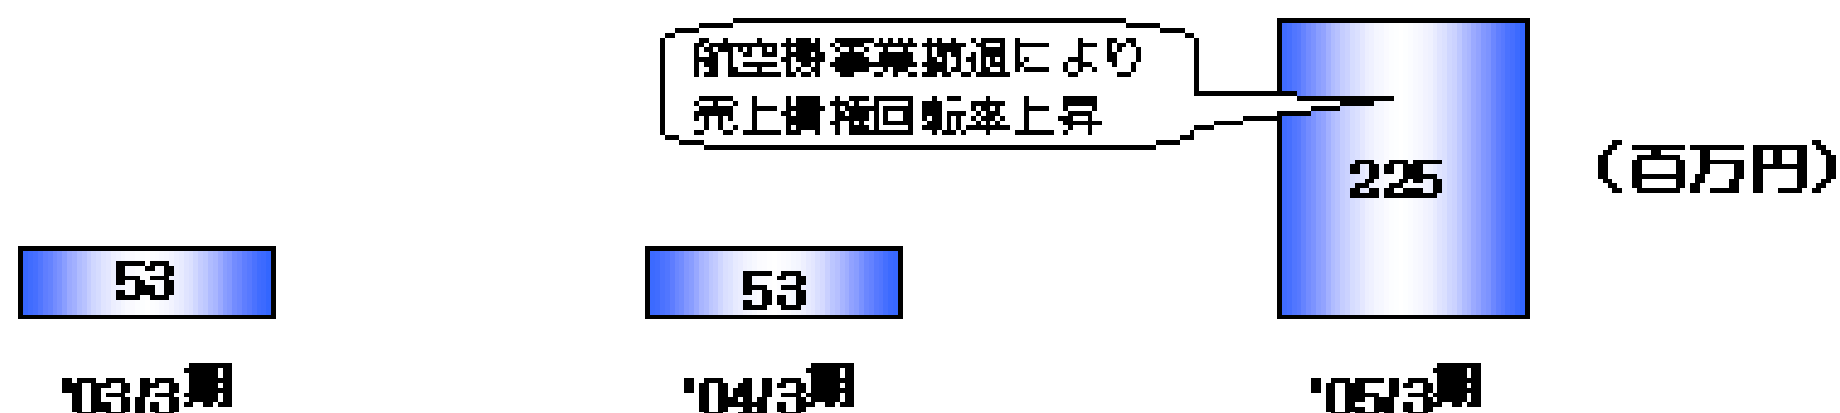 航空機事業撤退により
売上債権回転率上昇
225
（百万円）
53
53
'03/3期
'04/3期
'05/3期